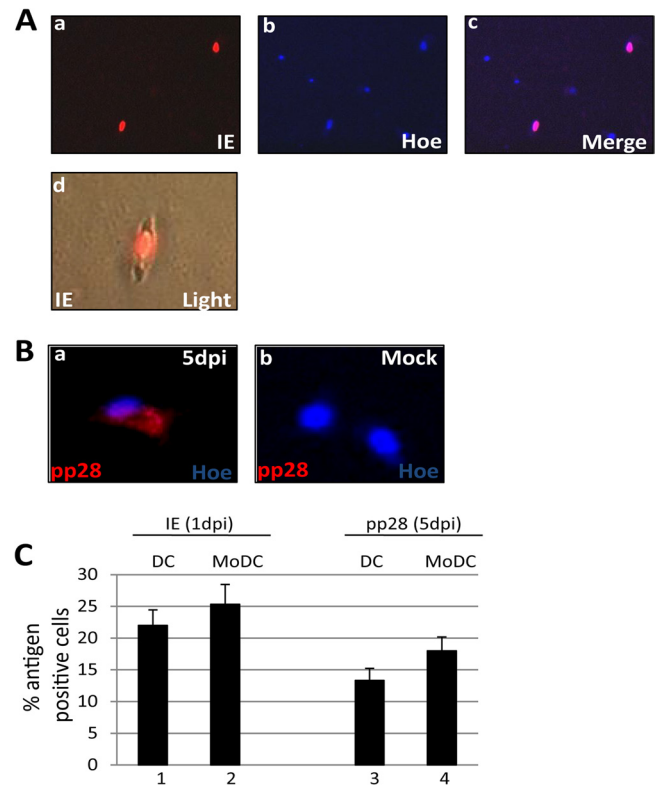 A
a
IE
b
Hoe
c
Merge
d
IE Light
B
a
5dpi
pp28 Hoe
b
Mock
pp28 Hoe
C
IE (1dpi) pp28 (5dpi)
DC MoDC DC MoDC
% antigen
positive cells
30
25
20
15
10
5
0
1 2 3 4